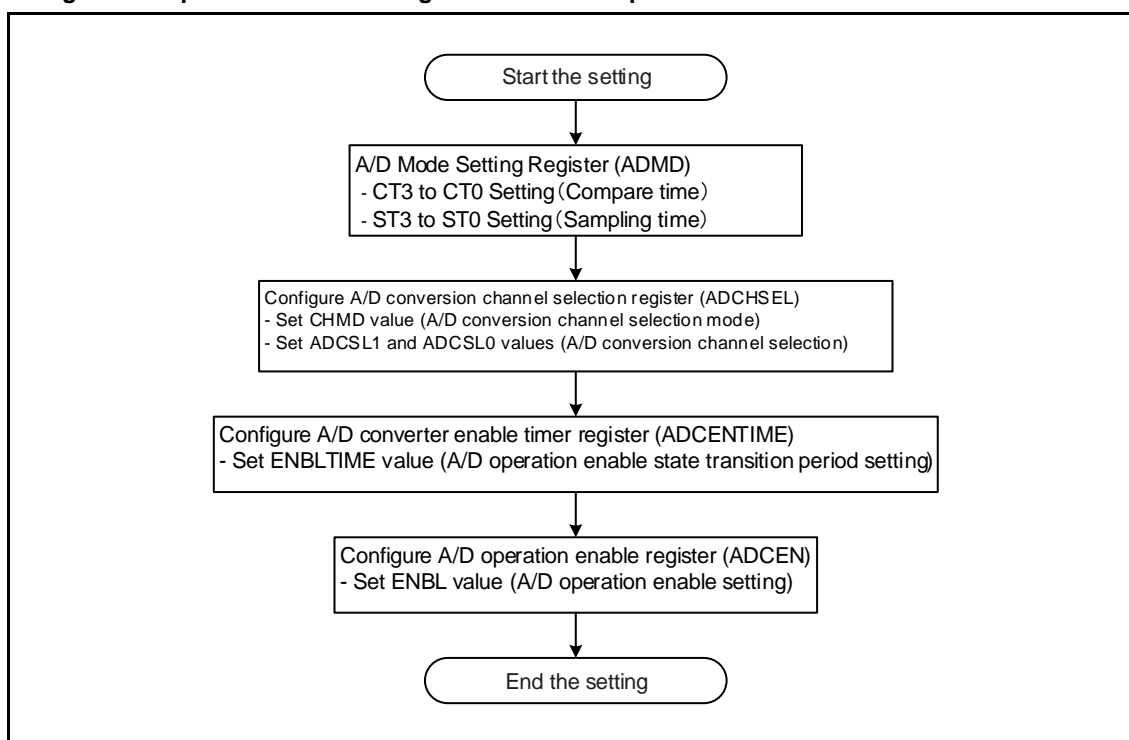 Start the setting
A/D Mode Setting Register (ADMD)
- CT3 to CT0 Setting（Compare time）
- ST3 to ST0 Setting（Sampling time）
Configure A/D conversion channel selection register (ADCHSEL)
- Set CHMD value (A/D conversion channel selection mode)
- Set ADCSL1 and ADCSL0 values (A/D conversion channel selection)
Configure A/D converter enable timer register (ADCENTIME)
- Set ENBLTIME value (A/D operation enable state transition period setting)
Configure A/D operation enable register (ADCEN)
- Set ENBL value (A/D operation enable setting)
End the setting